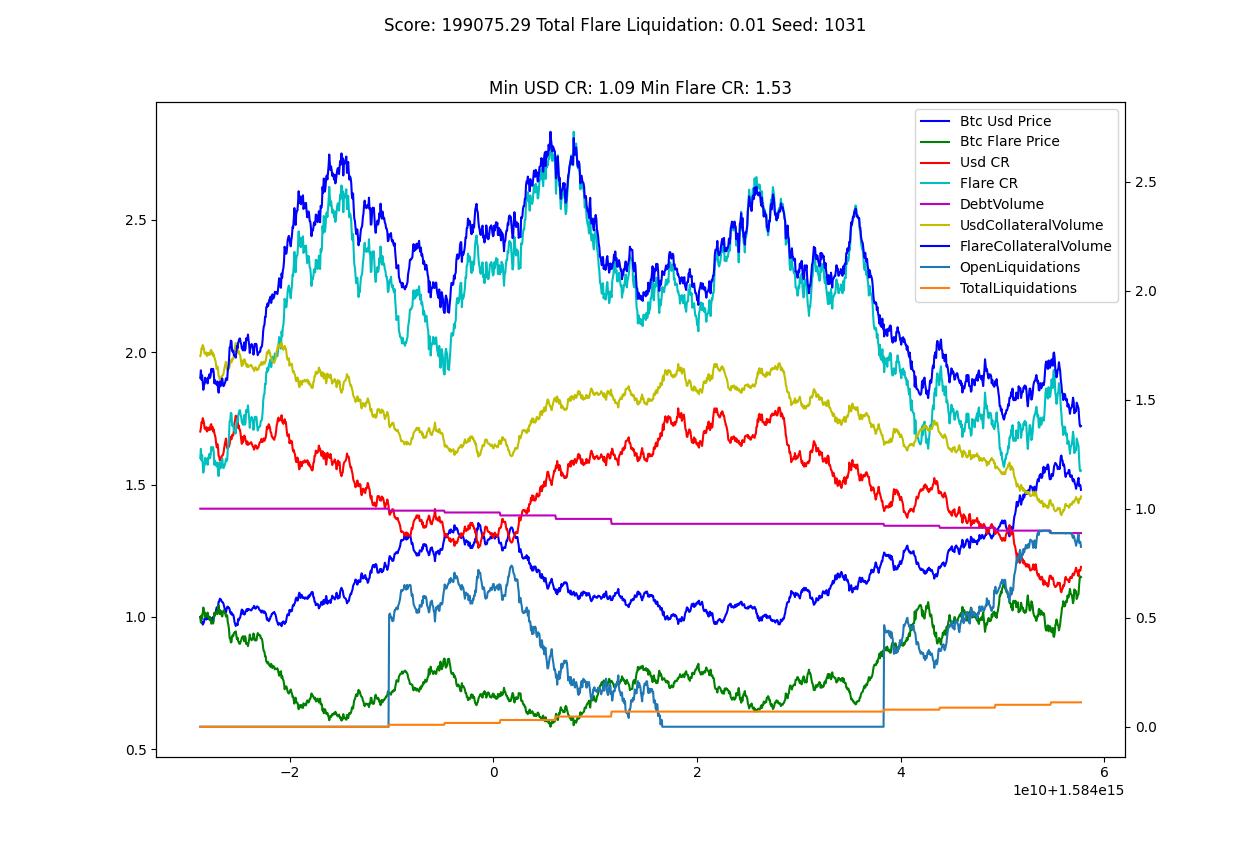 Score: 199075.29 Total Flare Liquidation: 0.01 Seed: 1031
Min USD CR: 1.09 Min Flare CR: 1.53
Btc Usd Price
Btc Flare Price
Usd CR
Flare CR
DebtVolume
UsdCollateralVolume
FlareCollateralVolume
OpenLiquidations
TotalLiquidations
2.5
2.0
1.5
1.0
0.5
2.5
2.0
1.5
1.0
0.5
0.0
−2
0
2
4
6
1e10+1.584e15